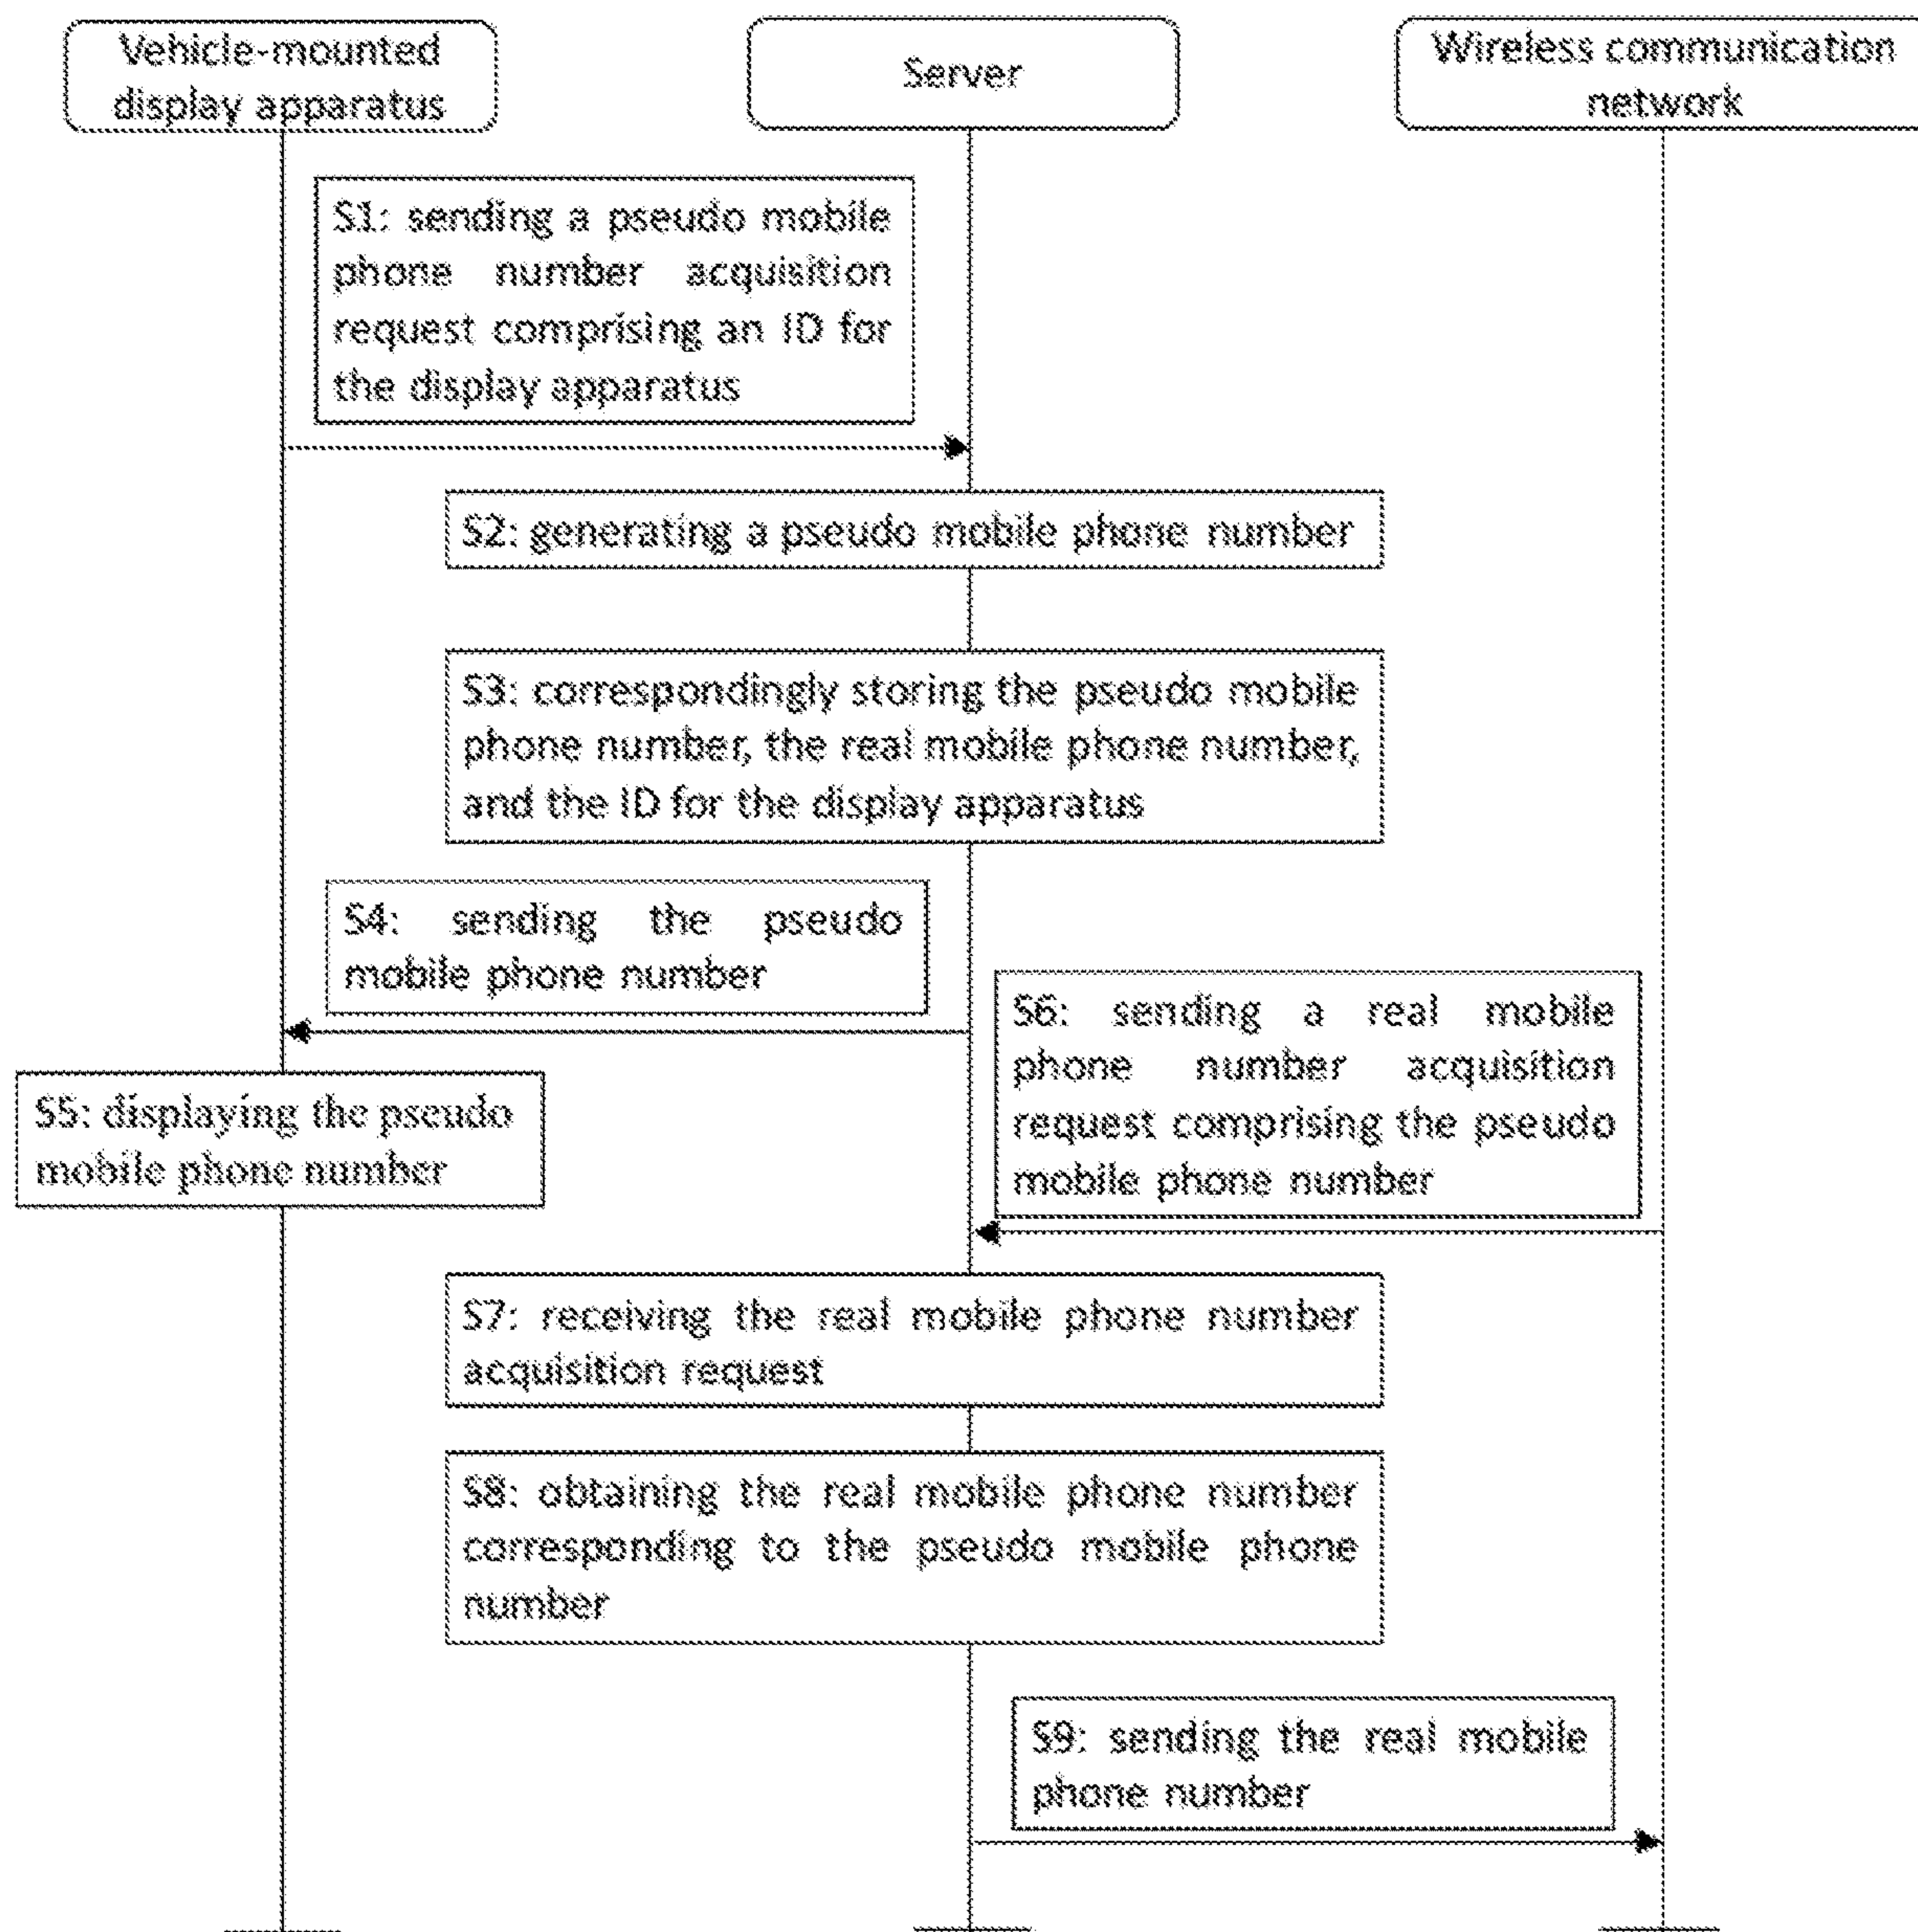 Vehicle-mounted
display apparatus
Server
Wireless communication
network
S1: sending a pseudo mobile
phone number acquisition
request comprising an ID for
the display apparatus
S2: generating a pseudo mobile phone number
S3: correspondingly storing the pseudo mobile
phone number, the real mobile phone number,
and the ID for the display apparatus
S4: sending the pseudo
mobile phone number
S5: displaying the pseudo
mobile phone number
S6: sending a real mobile
phone number acquisition
request comprising the pseudo
mobile phone number
S7: receiving the real mobile phone number
acquisition request
S8: obtaining the real mobile phone number
corresponding to the pseudo mobile phone
number
S9: sending the real mobile
phone number